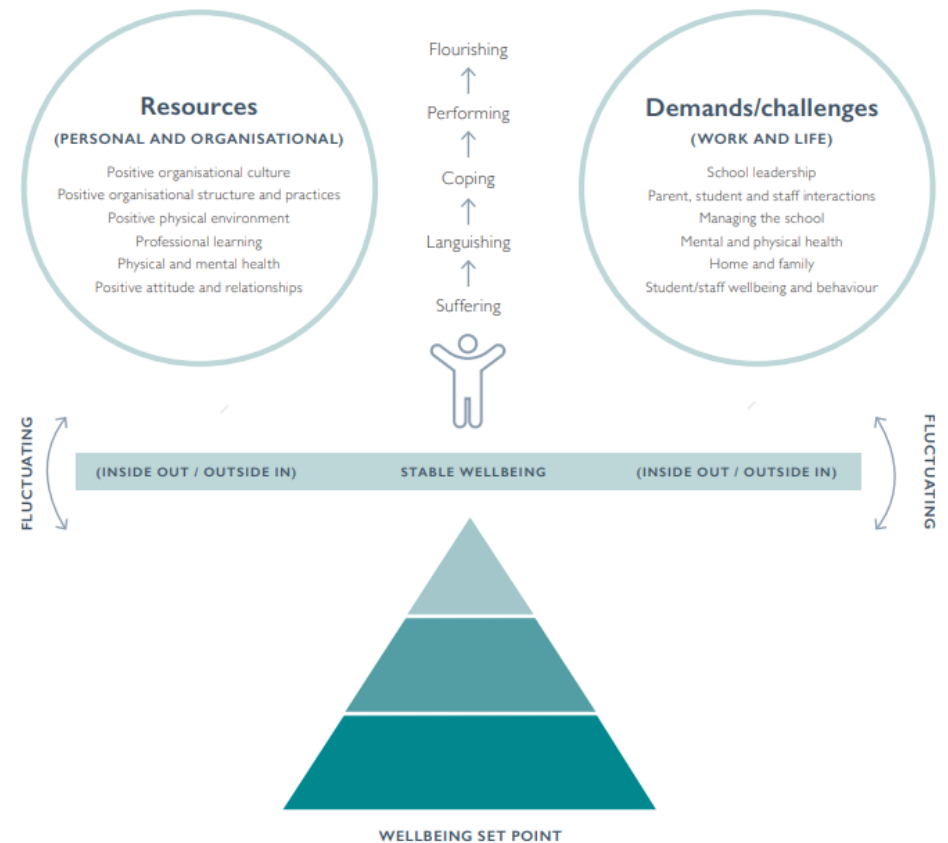 Resources
(PERSONAL AND ORGANISATIONAL)
Positive organisational culture
Positive organisational structure and practices
Positive physical environment
Professional learning
Physical and mental health
Positive attitude and relationships
Flourishing
Performing
Coping
Languishing
Suffering
Demands/challenges
(WORK AND LIFE)
School leadership
Parent, student and staff interactions
Managing the school
Mental and physical health
Home and family
Student/staff wellbeing and behaviour
FLUCTUATING
(INSIDE OUT / OUTSIDE IN)
STABLE WELLBEING
(INSIDE OUT / OUTSIDE IN)
FLUCTUATING
WELLBEING SET POINT